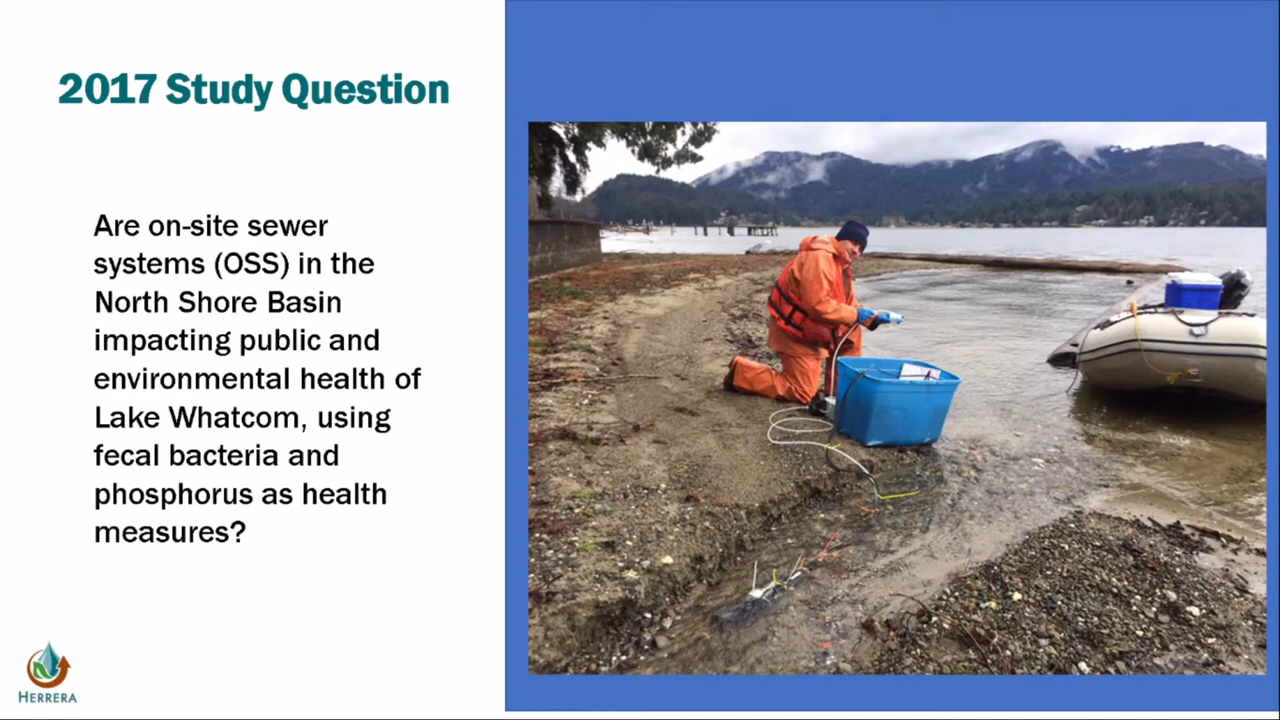 2017 Study Question
Are on-site sewer
systems (OSS) in the
North Shore Basin
impacting public and
environmental health of
Lake Whatcom, using
fecal bacteria and
phosphorus as health
measures?
HERRERA